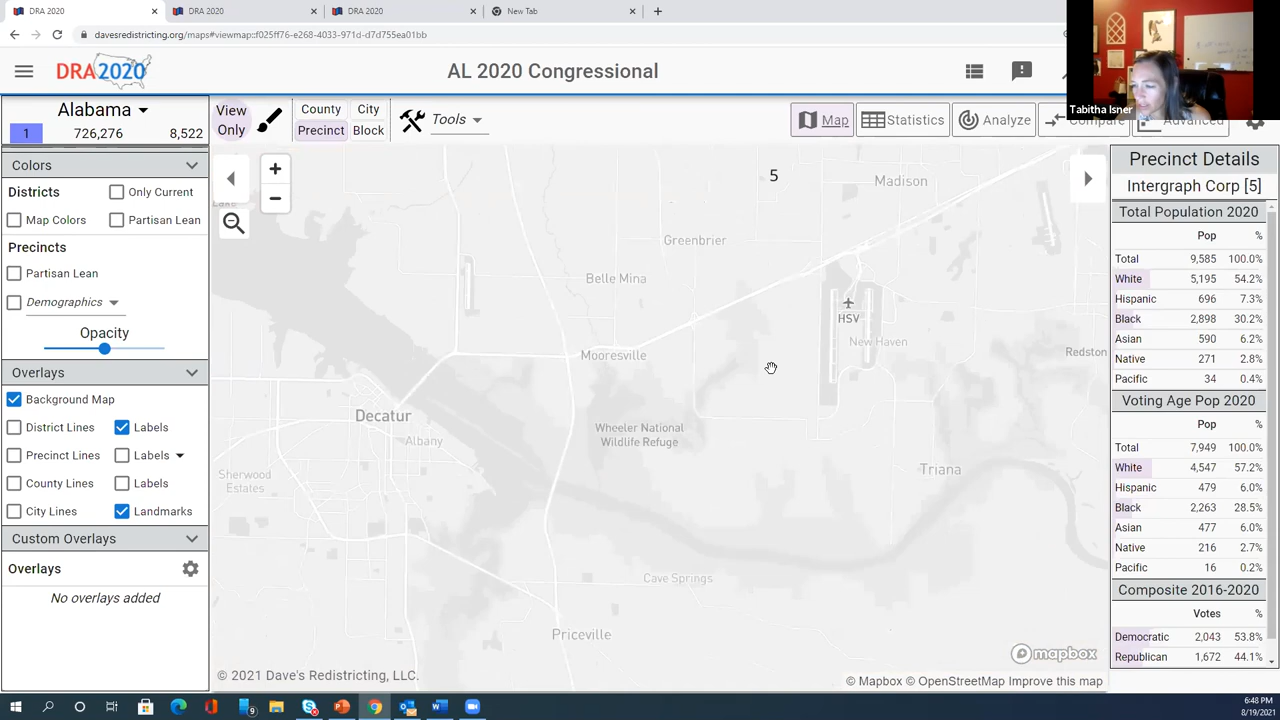 DRA 2020
DRA 2020
DRA 2020
New Tab
davesredistricting.org/maps#viewmap::f025ff76-e268-4033-971d-d7d755ea01bb
DRA2020
AL 2020 Congressional
Tabitha Isner
Alabama
1 726,276 8,522
View Only
County
Precinct
City
Block
Tools
Map
Statistics
Analyze
Compare
Advanced
Colors
Districts Only Current
Map Colors Partisan Lean
Precincts
Partisan Lean
Demographics
Opacity
Overlays
Background Map
District Lines Labels
Precinct Lines Labels
County Lines Labels
City Lines Landmarks
Custom Overlays
Overlays
No overlays added
5
Madison
Lake
Greenbrier
Belle Mina
HSV
New Haven
Mooresville
Redston
Decatur
Albany
Wheeler National
Wildlife Refuge
Sherwood
Estates
Triana
Cave Springs
Priceville
mapbox
© 2021 Dave's Redistricting, LLC.
© Mapbox © OpenStreetMap Improve this map
Precinct Details
Intergraph Corp [5]
Total Population 2020
Pop %
Total 9,585 100.0%
White 5,195 54.2%
Hispanic 696 7.3%
Black 2,898 30.2%
Asian 590 6.2%
Native 271 2.8%
Pacific 34 0.4%
Voting Age Pop 2020
Pop %
Total 7,949 100.0%
White 4,547 57.2%
Hispanic 479 6.0%
Black 2,263 28.5%
Asian 477 6.0%
Native 216 2.7%
Pacific 16 0.2%
Composite 2016-2020
Votes %
Democratic 2,043 53.8%
Republican 1,672 44.1%
6:48 PM
8/19/2021